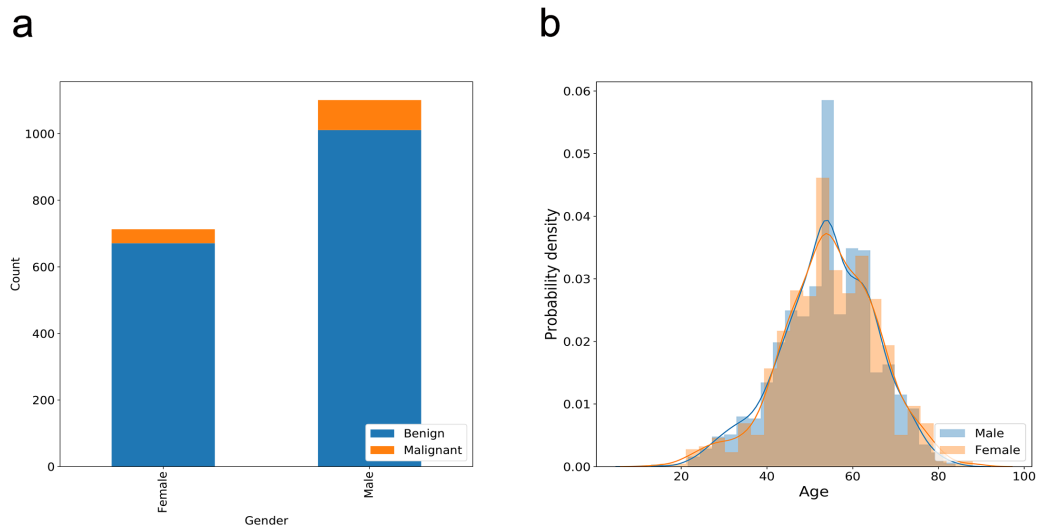 a
1000
800
600
400
200
0
Count
Benign
Malignant
Female
Male
Gender
b
0.06
0.05
0.04
0.03
0.02
0.01
0.00
Probability density
Male
Female
20 40 60 80 100
Age